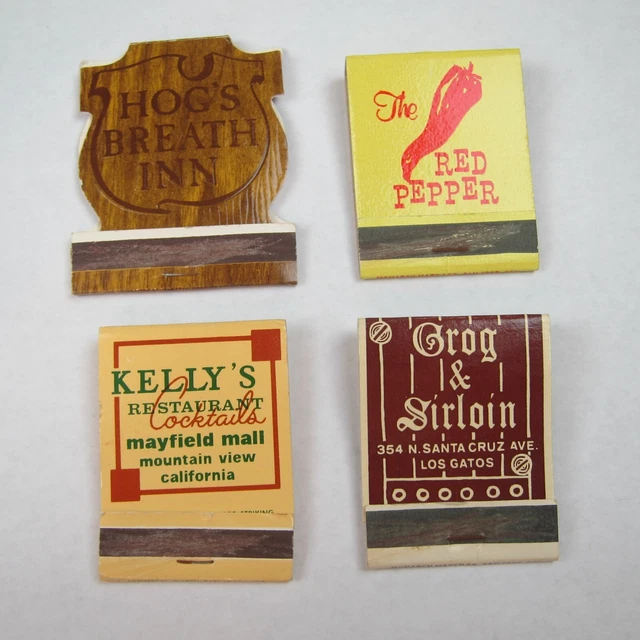 HOG'S
BREATH
INN
The
RED
PEPPER
KELLY'S
RESTAURANT
Cocktails
mayfield mall
mountain view
california
Grog
&
Sirloin
354 N. SANTA CRUZ AVE.
LOS GATOS